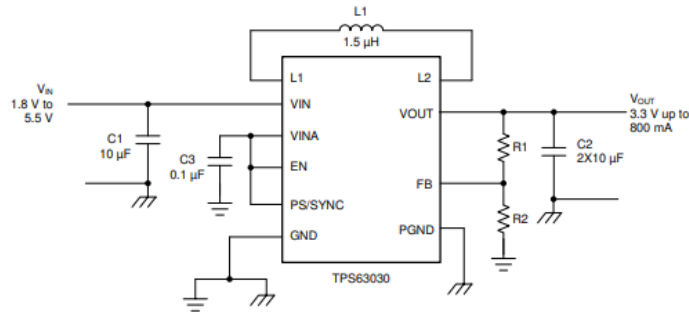 L1
1.5 µH
L1
L2
VIN
1.8 V to
5.5 V
VIN
VOUT
VOUT
3.3 V up to
800 mA
C1
10 µF
VINA
C3
0.1 µF
EN
R1
C2
2X10 µF
FB
PS/SYNC
R2
GND
PGND
TPS63030